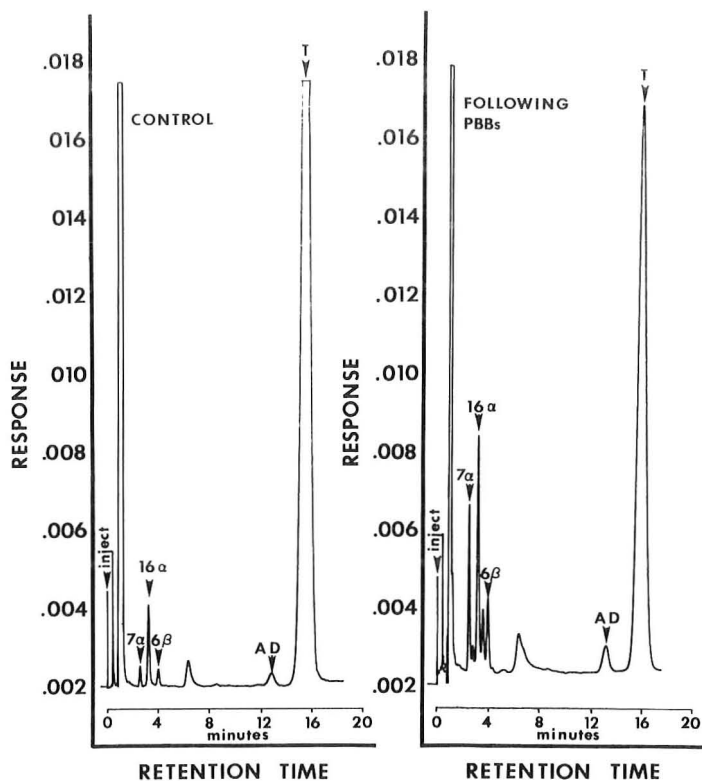 RESPONSE
.018
016
014
.012
010
.008
.006
.004
.002
CONTROL
T
inject
16 α
7α
6β
AD
0 4 8 12 16 20
minutes
RETENTION TIME
RESPONSE
.018
.016
.014
.012
.010
.008
.006
.004
.002
FOLLOWING
PBBs
T
inject
16α
7α
6β
AD
0 4 8 12 16 20
minutes
RETENTION TIME